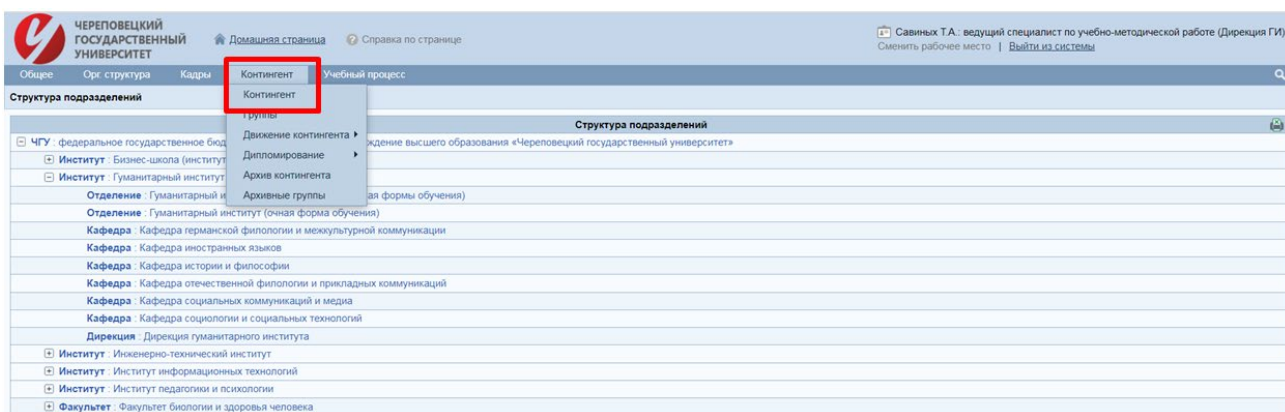 ЧЕРЕПОВЕЦКИЙ
ГОСУДАРСТВЕННЫЙ
УНИВЕРСИТЕТ
Домашняя страница
Справка по странице
Савиных Т.А.: ведущий специалист по учебно-методической работе (Дирекция ГИ)
Сменить рабочее место | Выйти из системы
Общее Орг. структура Кадры Контингент Учебный процесс
Структура подразделений
Контингент
Группы
Движение контингента
Дипломирование
Архив контингента
Архивные группы
Структура подразделений
ЧГУ : федеральное государственное бюд ждение высшего образования «Череповецкий государственный университет»
Институт : Бизнес-школа (институт
Институт : Гуманитарный институт
Отделение : Гуманитарный и ая формы обучения)
Отделение : Гуманитарный институт (очная форма обучения)
Кафедра : Кафедра германской филологии и межкультурной коммуникации
Кафедра : Кафедра иностранных языков
Кафедра : Кафедра истории и философии
Кафедра : Кафедра отечественной филологии и прикладных коммуникаций
Кафедра : Кафедра социальных коммуникаций и медиа
Кафедра : Кафедра социологии и социальных технологий
Дирекция : Дирекция гуманитарного института
Институт : Инженерно-технический институт
Институт : Институт информационных технологий
Институт : Институт педагогики и психологии
Факультет : Факультет биологии и здоровья человека